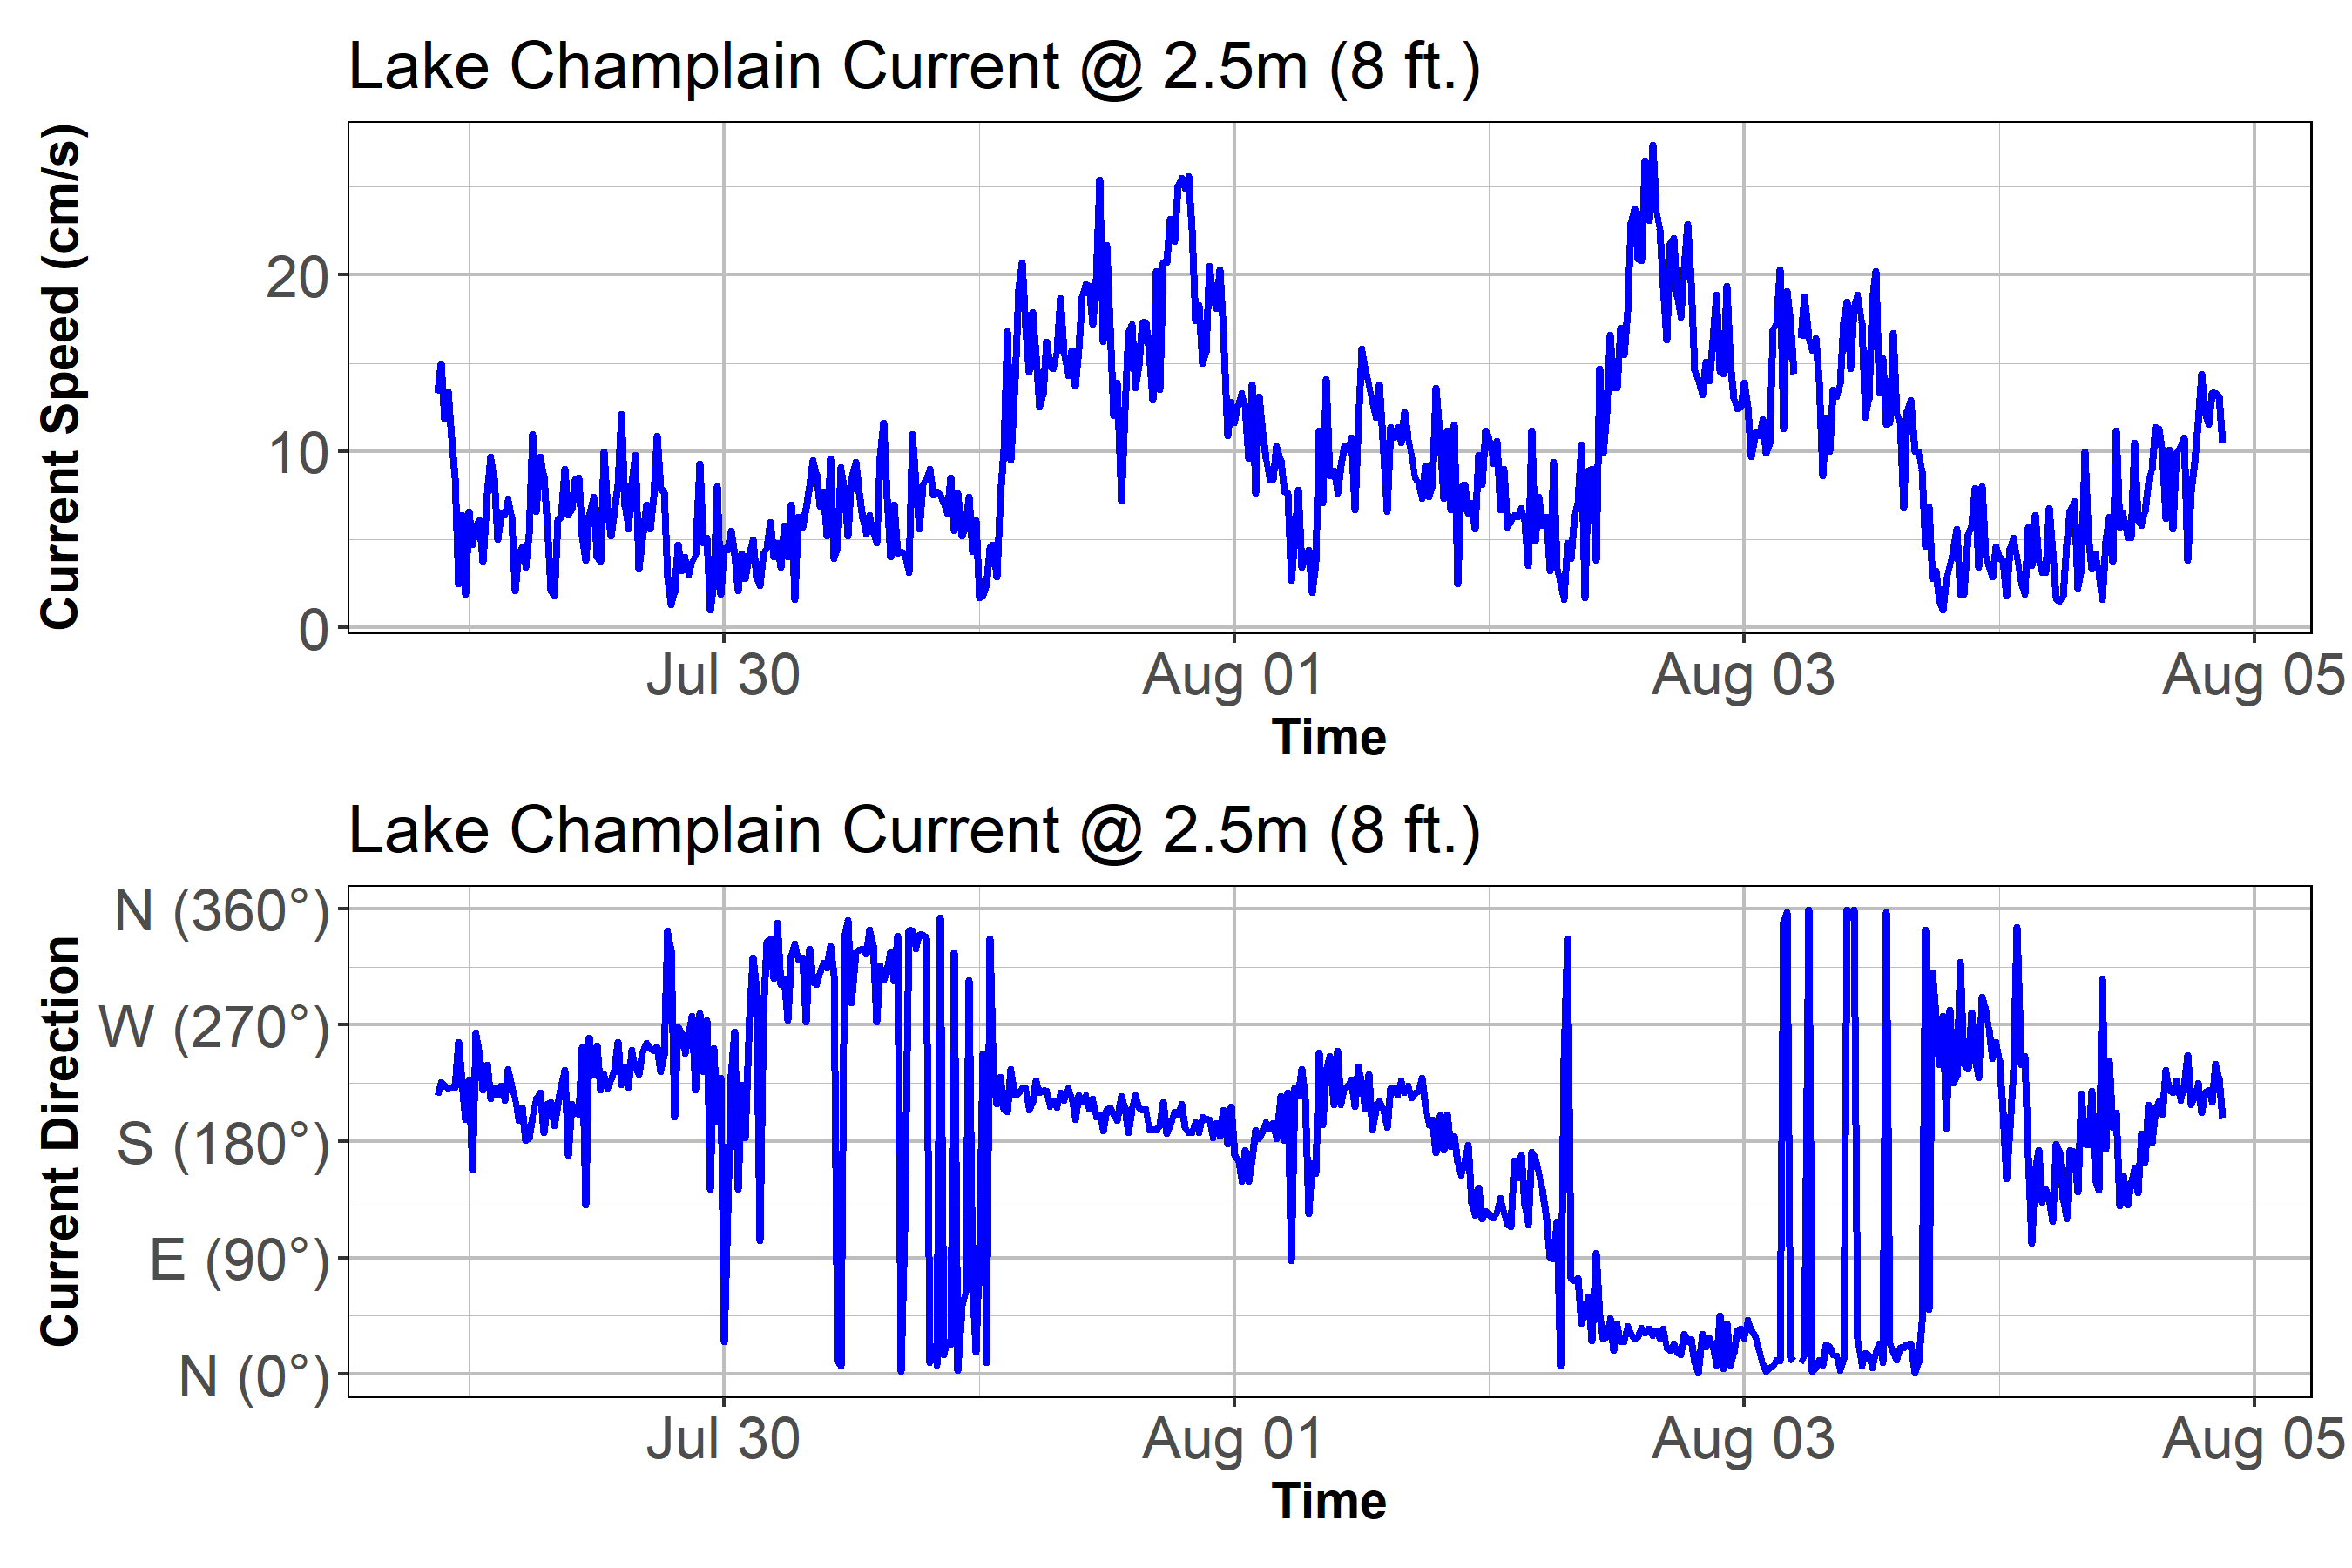 Lake Champlain Current @ 2.5m (8 ft.)
Current Speed (cm/s)
20
10
0
Jul 30 Aug 01 Aug 03 Aug 05
Time
Lake Champlain Current @ 2.5m (8 ft.)
Current Direction
N (360°)
W (270°)
S (180°)
E (90°)
N (0°)
Jul 30 Aug 01 Aug 03 Aug 05
Time